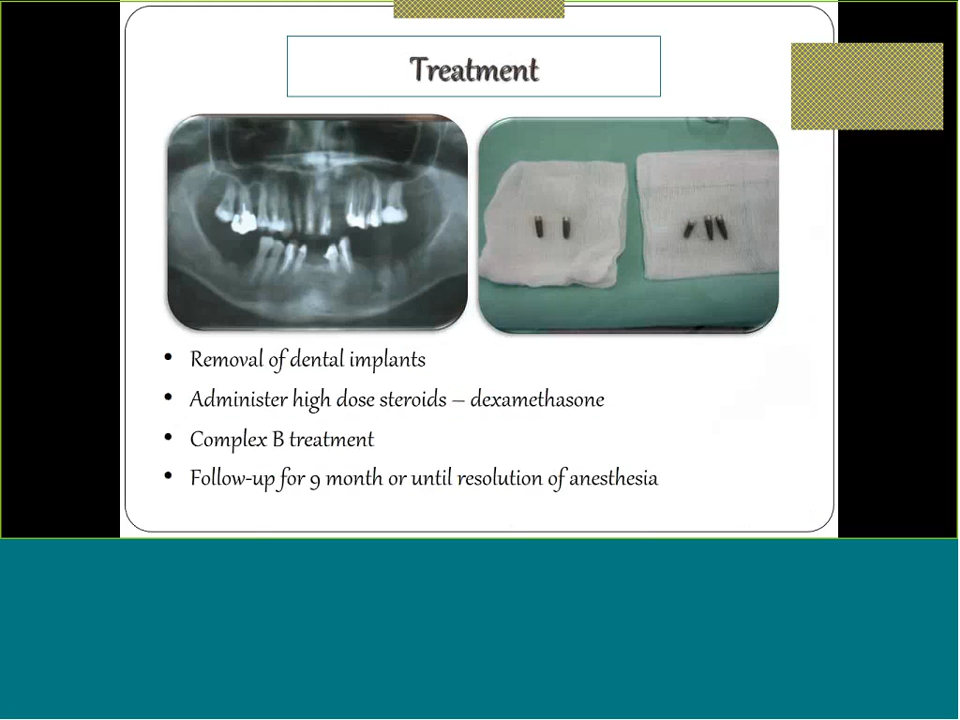 Treatment
• Removal of dental implants
• Administer high dose steroids – dexamethasone
• Complex B treatment
• Follow-up for 9 month or until resolution of anesthesia